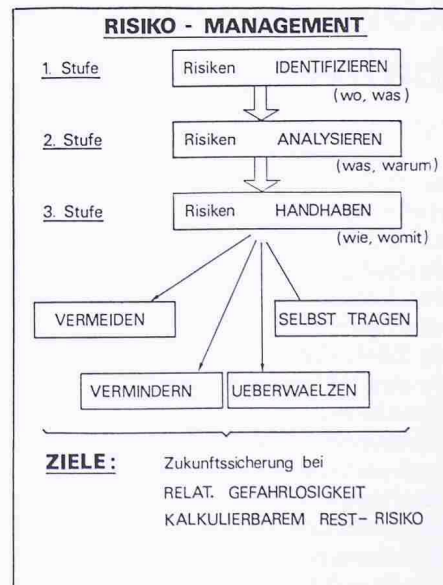 RISIKO - MANAGEMENT
1. Stufe Risiken IDENTIFIZIEREN
(wo, was)
2. Stufe Risiken ANALYSIEREN
(was, warum)
3. Stufe Risiken HANDHABEN
(wie, womit)
VERMEIDEN SELBST TRAGEN
VERMINDERN UEBERWAELZEN
ZIELE: Zukunftssicherung bei
RELAT. GEFAHRLOSIGKEIT
KALKULIERBAREM REST- RISIKO